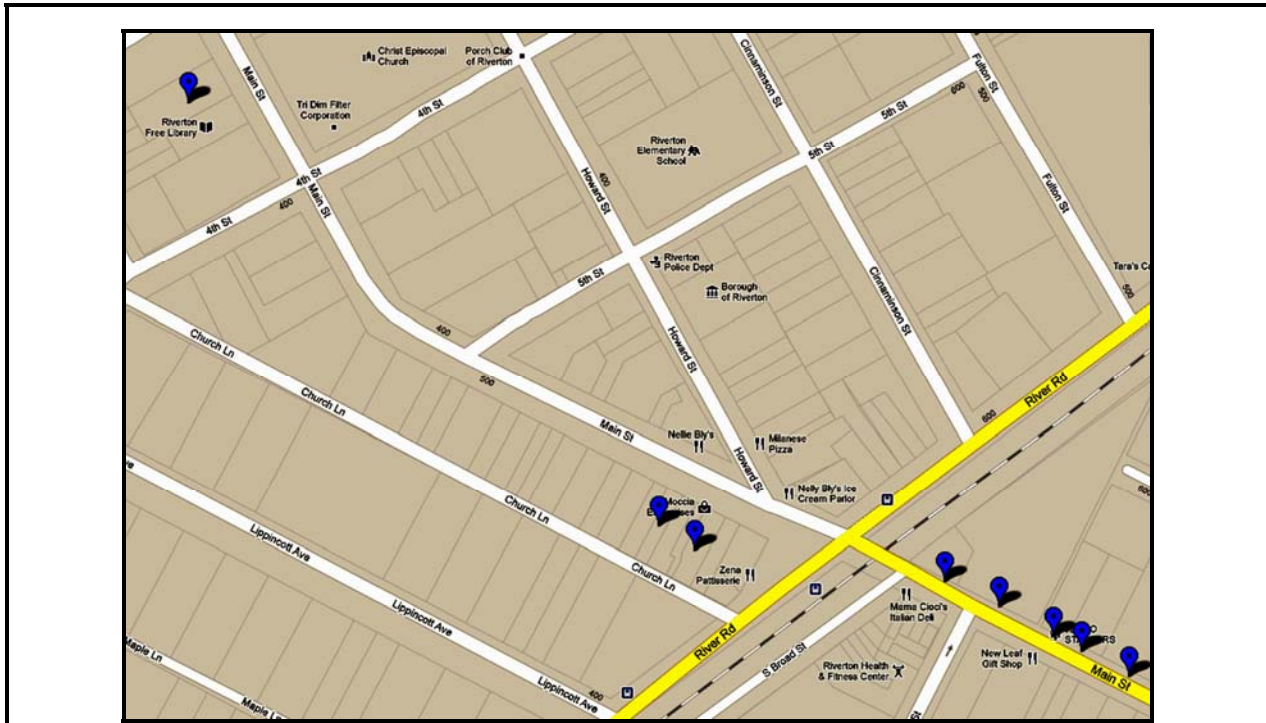 Christ Episcopal
Church
Porch Club
of Riverton
Main St
Cinnaminson St
Fulton St
Tri Dim Filter
Corporation
4th St
Riverton
Free Library
600
500
5th St
Riverton
Elementary
School
5th St
4th St
Main St
400
Howard St
400
Fulton St
4th St
Riverton
Police Dept
5th St
Borough
of Riverton
Cinnaminson St
Tara's
500
400
Church Ln
Howard St
500
River Rd
Church Ln
600
Main St
Nellie Bly's
Milanese
Pizza
Howard St
Nelly Bly's Ice
Cream Parlor
Church Ln
Lippincott Ave
Zena
Pattisserie
Church Ln
Mama Cioci's
Italian Deli
Lippincott Ave
River Rd
S Broad St
New Leaf
Gift Shop
Riverton Health
& Fitness Center
Main St
Maple Ln
Lippincott Ave
400
Maple Ln
St